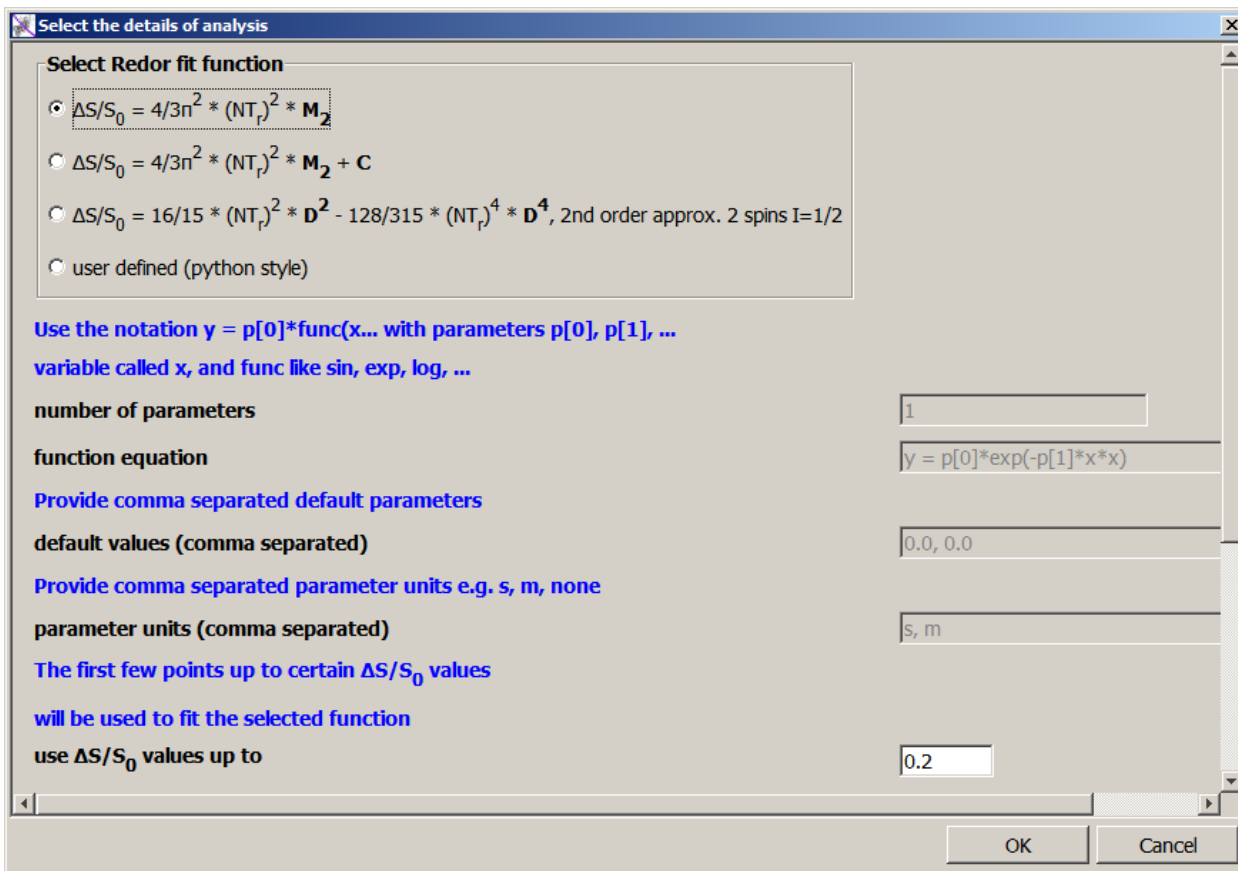 Select the details of analysis
Select Redor fit function
ΔS/S₀ = 4/3π² * (NTᵣ)² * M₂
ΔS/S₀ = 4/3π² * (NTᵣ)² * M₂ + C
ΔS/S₀ = 16/15 * (NTᵣ)² * D² - 128/315 * (NTᵣ)⁴ * D⁴, 2nd order approx. 2 spins I=1/2
user defined (python style)
Use the notation y = p[0]*func(x... with parameters p[0], p[1], ...
variable called x, and func like sin, exp, log, ...
number of parameters 1
function equation y = p[0]*exp(-p[1]*x*x)
Provide comma separated default parameters
default values (comma separated) 0.0, 0.0
Provide comma separated parameter units e.g. s, m, none
parameter units (comma separated) s, m
The first few points up to certain ΔS/S₀ values
will be used to fit the selected function
use ΔS/S₀ values up to 0.2
OK Cancel